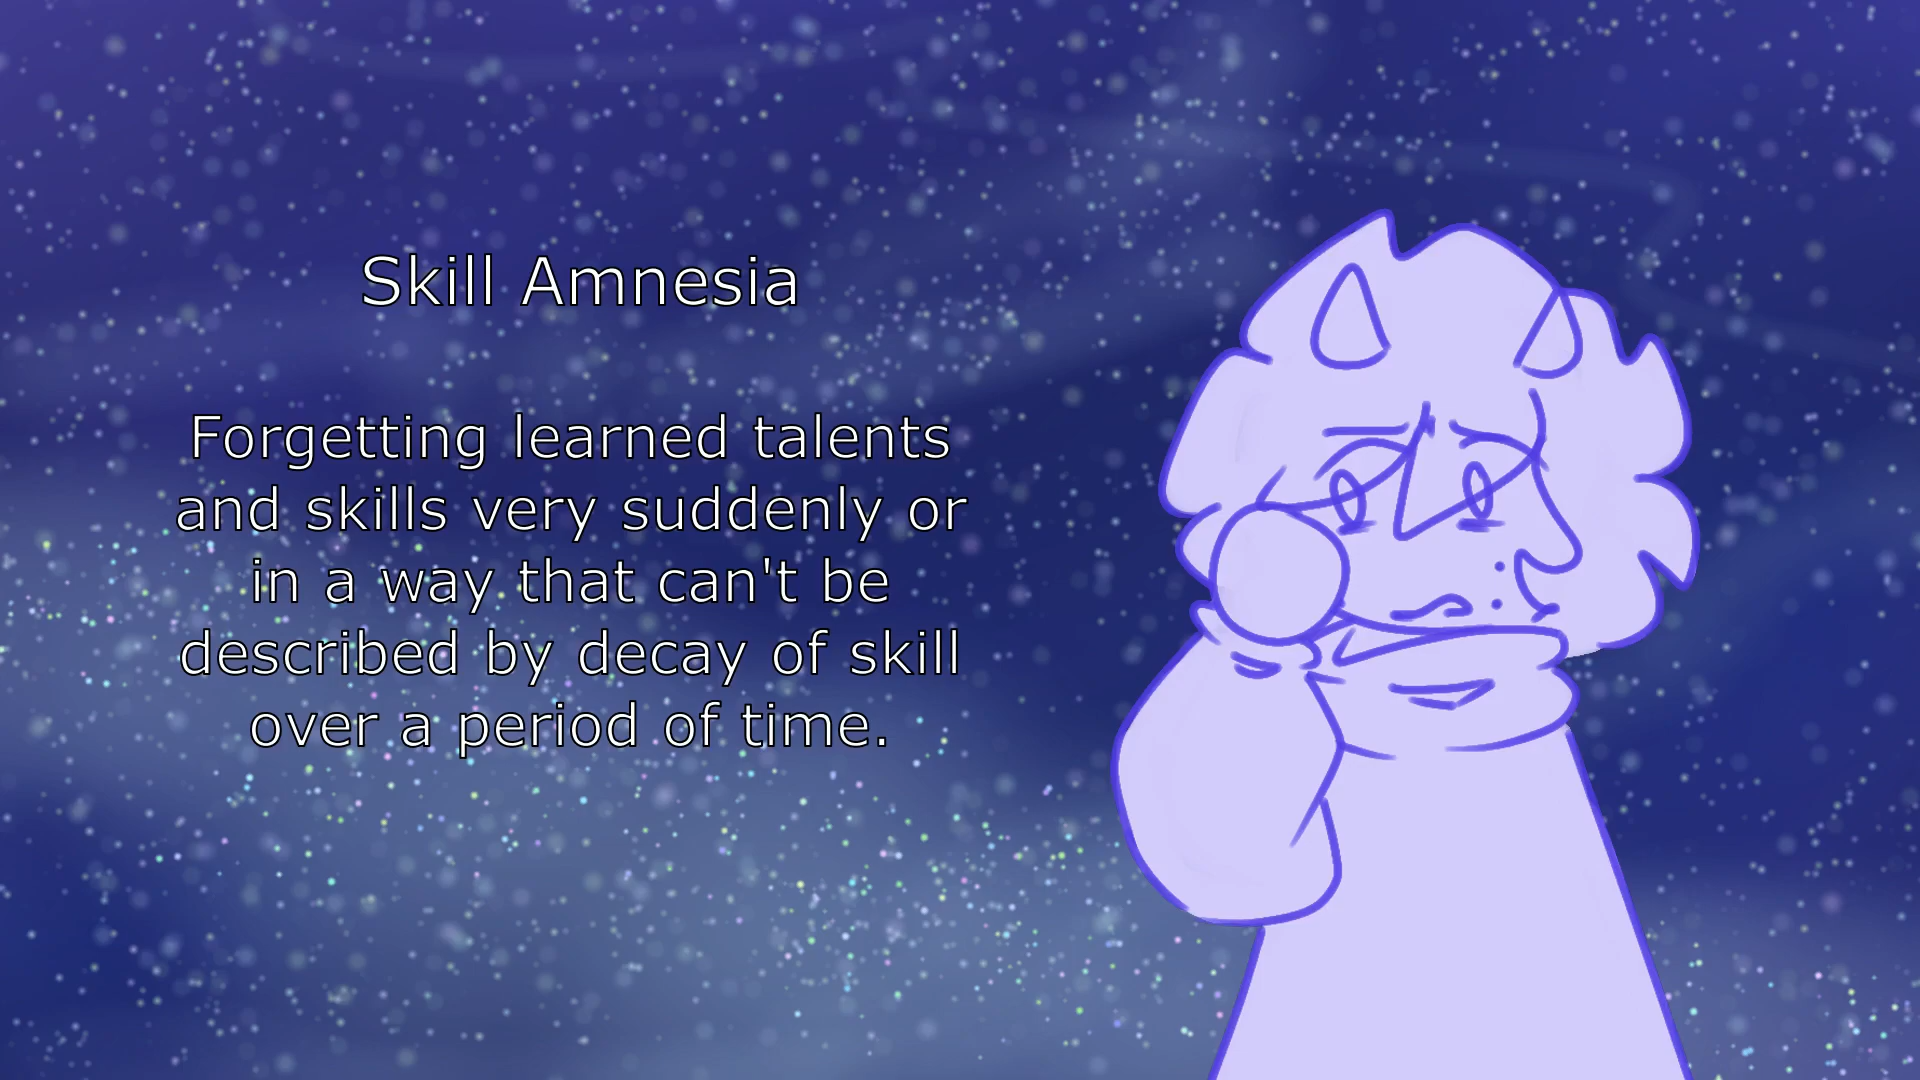 Skill Amnesia
Forgetting learned talents
and skills very suddenly or
in a way that can't be
described by decay of skill
over a period of time.